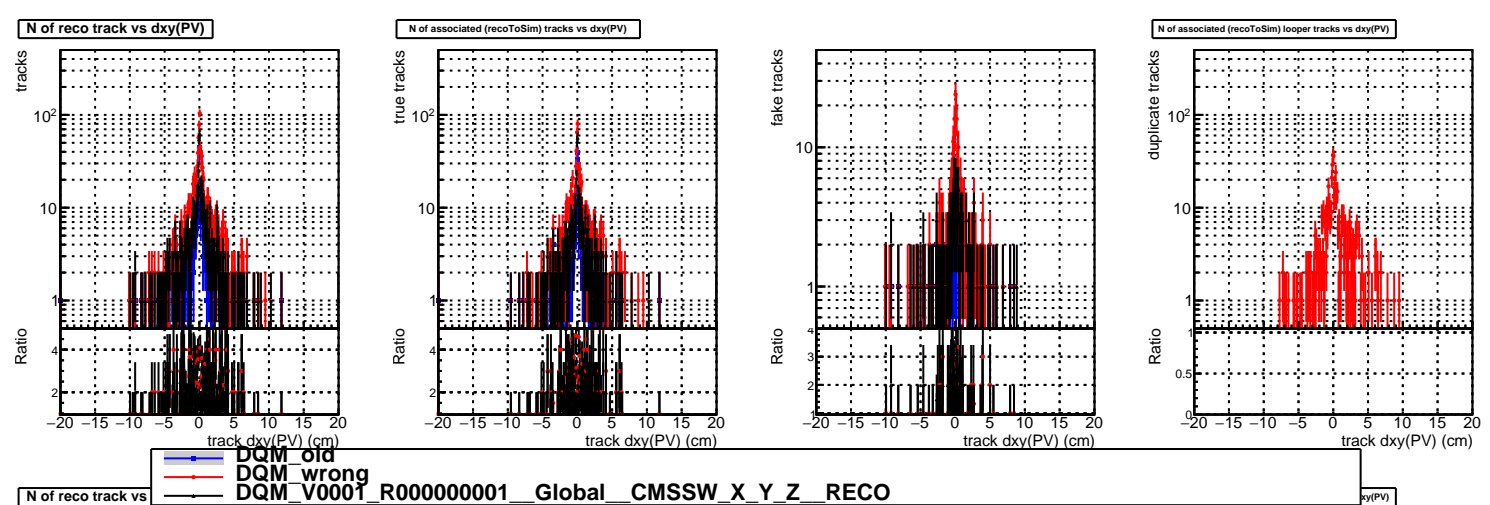 N of reco track vs dxy(PV)
tracks
10²
10
1
Ratio
4
2
−20 −15 −10 −5 0 5 10 15 20
track dxy(PV) (cm)
N of associated (recoToSim) tracks vs dxy(PV)
true tracks
10²
10
1
Ratio
4
2
−20 −15 −10 −5 0 5 10 15 20
track dxy(PV) (cm)
fake tracks
10
1
Ratio
4
3
2
1
−20 −15 −10 −5 0 5 10 15 20
track dxy(PV) (cm)
N of associated (recoToSim) looper tracks vs dxy(PV)
duplicate tracks
10²
10
1
Ratio
1
0.5
0
−20 −15 −10 −5 0 5 10 15 20
track dxy(PV) (cm)
DQM_old
DQM_wrong
DQM_V0001_R000000001__Global__CMSSW_X_Y_Z__RECO
N of reco track vs
xy(PV)